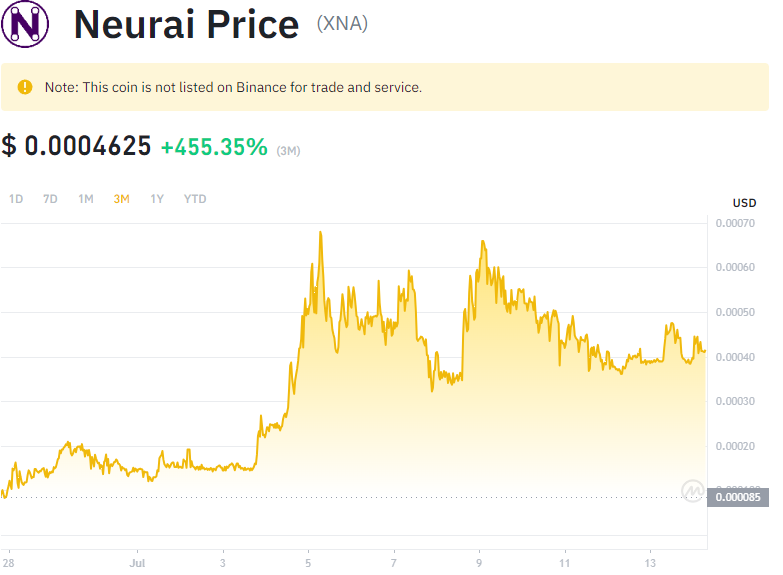 Neurai Price (XNA)
Note: This coin is not listed on Binance for trade and service.
$ 0.0004625 +455.35% (3M)
1D 7D 1M 3M 1Y YTD
USD
0.00070
0.00060
0.00050
0.00040
0.00030
0.00020
0.000085
28 Jul 3 5 7 9 11 13